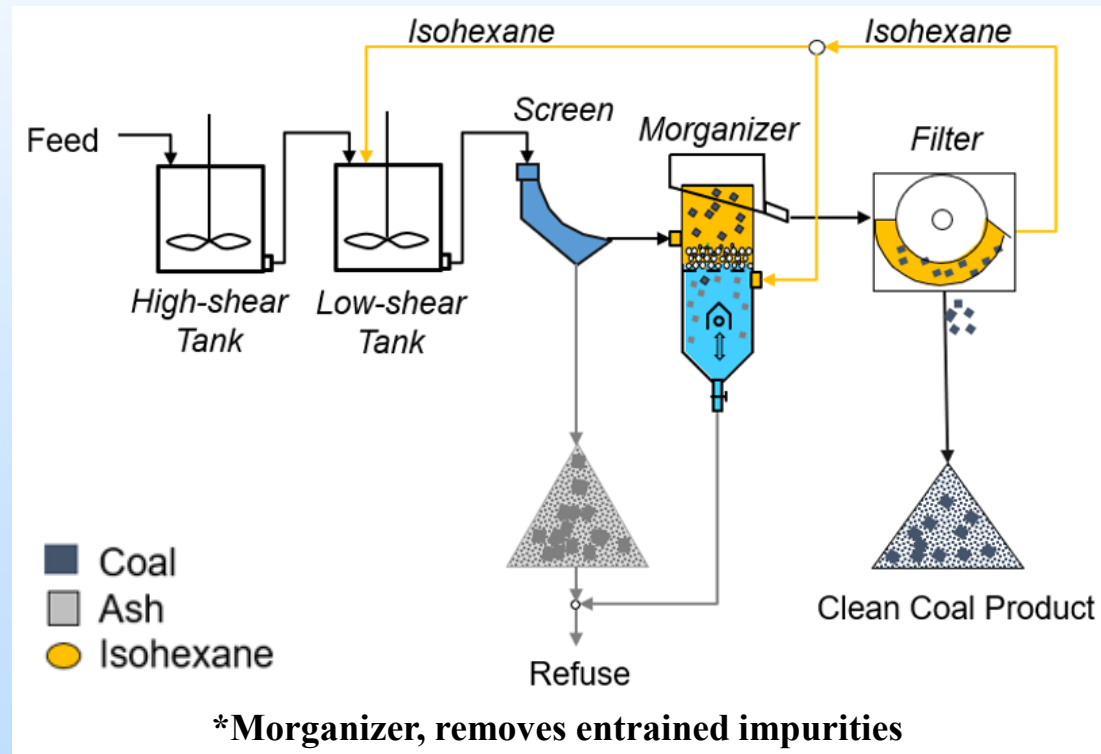 Isohexane
Isohexane
Screen
Morganizer
Filter
Feed
High-shear
Tank
Low-shear
Tank
Coal
Ash
Isohexane
Clean Coal Product
Refuse
*Morganizer, removes entrained impurities